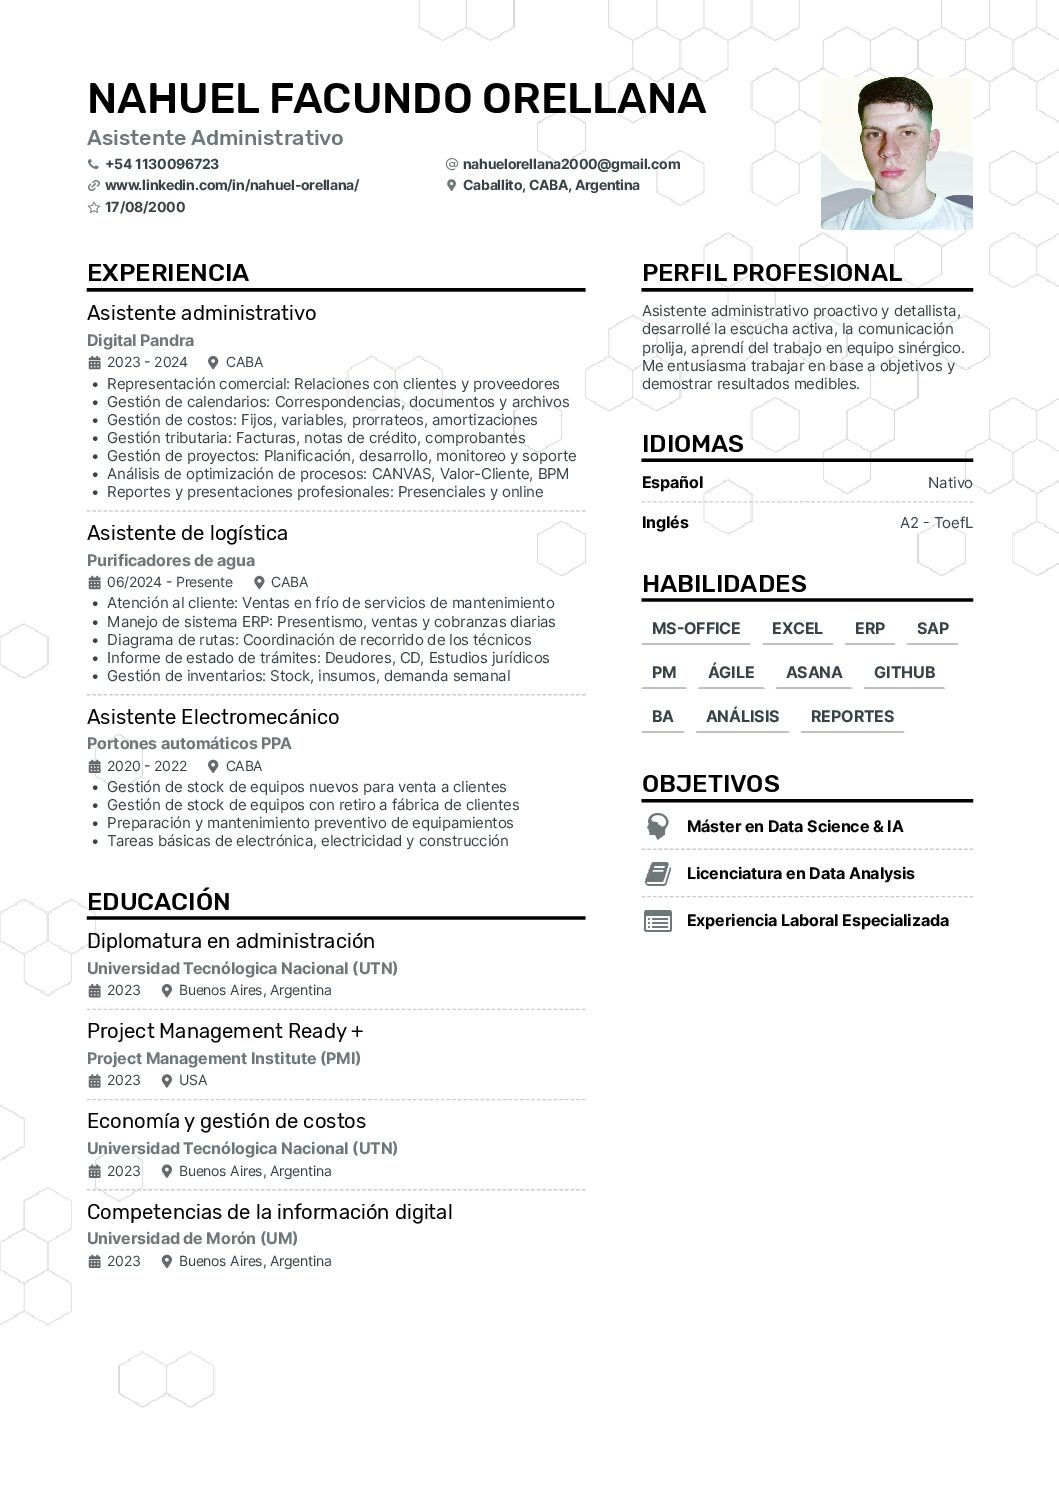 NAHUEL FACUNDO ORELLANA
Asistente Administrativo
+54 1130096723
nahuelorellana2000@gmail.com
www.linkedin.com/in/nahuel-orellana/
Caballito, CABA, Argentina
17/08/2000
EXPERIENCIA
Asistente administrativo
Digital Pandra
2023 - 2024 CABA
• Representación comercial: Relaciones con clientes y proveedores
• Gestión de calendarios: Correspondencias, documentos y archivos
• Gestión de costos: Fijos, variables, prorrateos, amortizaciones
• Gestión tributaria: Facturas, notas de crédito, comprobantes
• Gestión de proyectos: Planificación, desarrollo, monitoreo y soporte
• Análisis de optimización de procesos: CANVAS, Valor-Cliente, BPM
• Reportes y presentaciones profesionales: Presenciales y online
Asistente de logística
Purificadores de agua
06/2024 - Presente CABA
• Atención al cliente: Ventas en frío de servicios de mantenimiento
• Manejo de sistema ERP: Presentismo, ventas y cobranzas diarias
• Diagrama de rutas: Coordinación de recorrido de los técnicos
• Informe de estado de trámites: Deudores, CD, Estudios jurídicos
• Gestión de inventarios: Stock, insumos, demanda semanal
Asistente Electromecánico
Portones automáticos PPA
2020 - 2022 CABA
• Gestión de stock de equipos nuevos para venta a clientes
• Gestión de stock de equipos con retiro a fábrica de clientes
• Preparación y mantenimiento preventivo de equipamientos
• Tareas básicas de electrónica, electricidad y construcción
EDUCACIÓN
Diplomatura en administración
Universidad Tecnólogica Nacional (UTN)
2023 Buenos Aires, Argentina
Project Management Ready +
Project Management Institute (PMI)
2023 USA
Economía y gestión de costos
Universidad Tecnólogica Nacional (UTN)
2023 Buenos Aires, Argentina
Competencias de la información digital
Universidad de Morón (UM)
2023 Buenos Aires, Argentina
PERFIL PROFESIONAL
Asistente administrativo proactivo y detallista,
desarrollé la escucha activa, la comunicación
prolija, aprendí del trabajo en equipo sinérgico.
Me entusiasma trabajar en base a objetivos y
demostrar resultados medibles.
IDIOMAS
Español Nativo
Inglés A2 - ToefL
HABILIDADES
MS-OFFICE EXCEL ERP SAP
PM ÁGILE ASANA GITHUB
BA ANÁLISIS REPORTES
OBJETIVOS
Máster en Data Science & IA
Licenciatura en Data Analysis
Experiencia Laboral Especializada